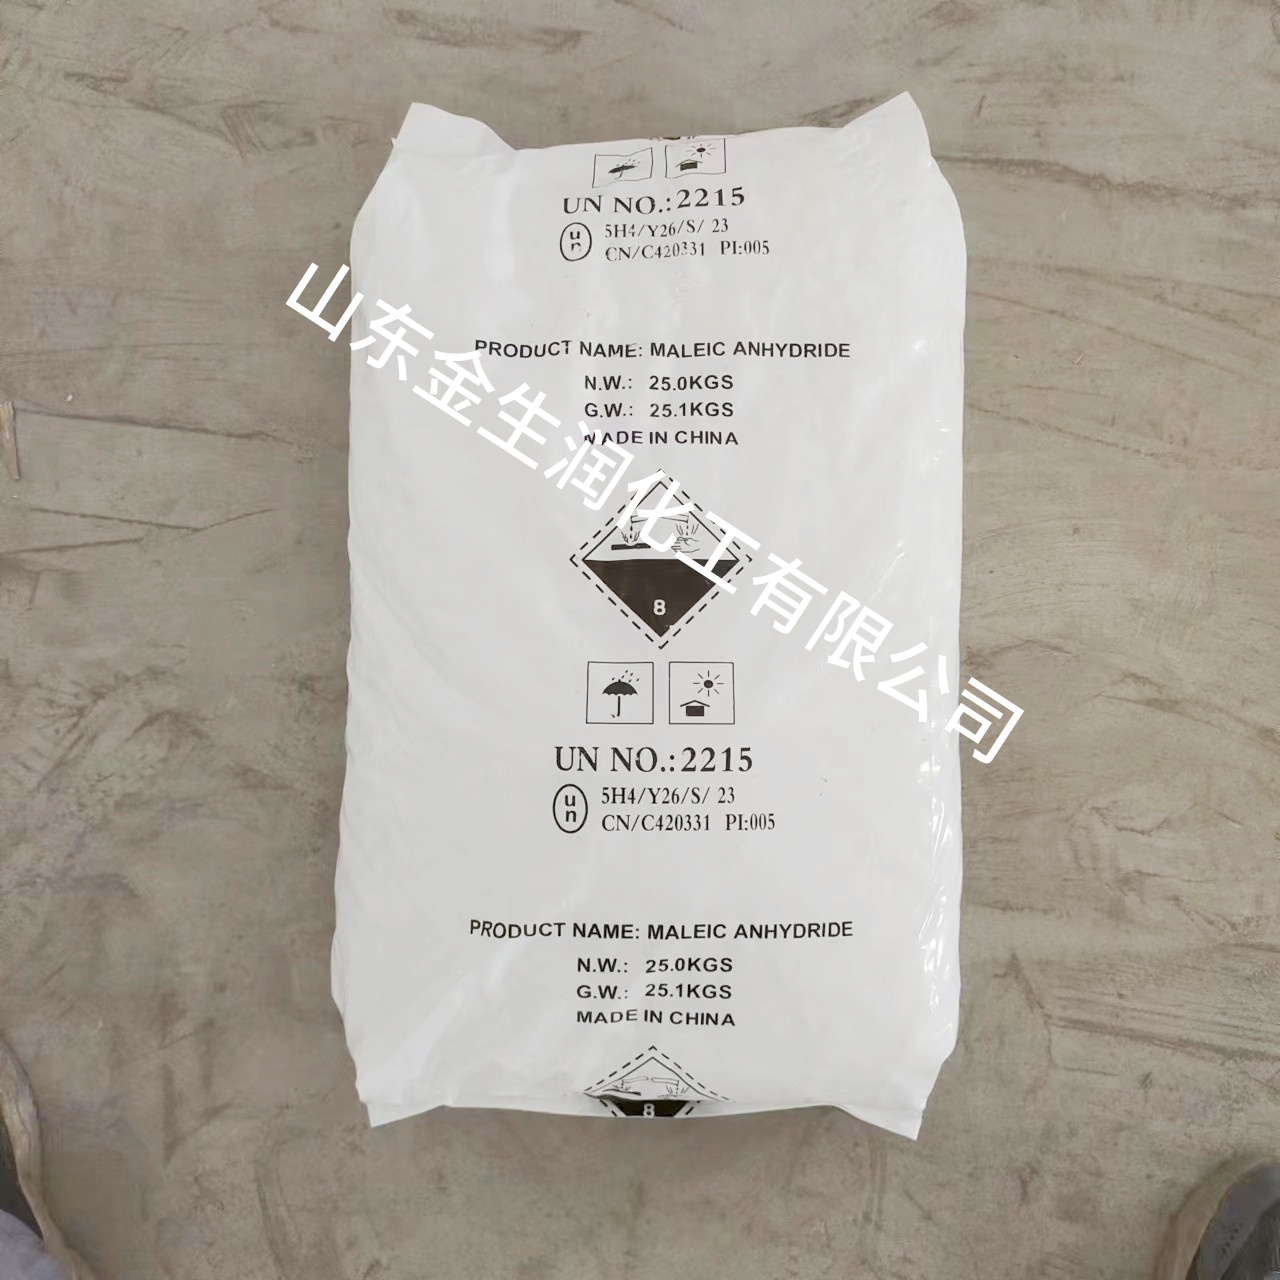 UN NO.:2215
un
5H4/Y26/S/ 23
CN/C420331 PI:005
山东金生润化工有限公司
PRODUCT NAME: MALEIC ANHYDRIDE
N.W.: 25.0KGS
G.W.: 25.1KGS
MADE IN CHINA
8
UN NO.:2215
un
5H4/Y26/S/ 23
CN/C420331 PI:005
PRODUCT NAME: MALEIC ANHYDRIDE
N.W.: 25.0KGS
G.W.: 25.1KGS
MADE IN CHINA
8